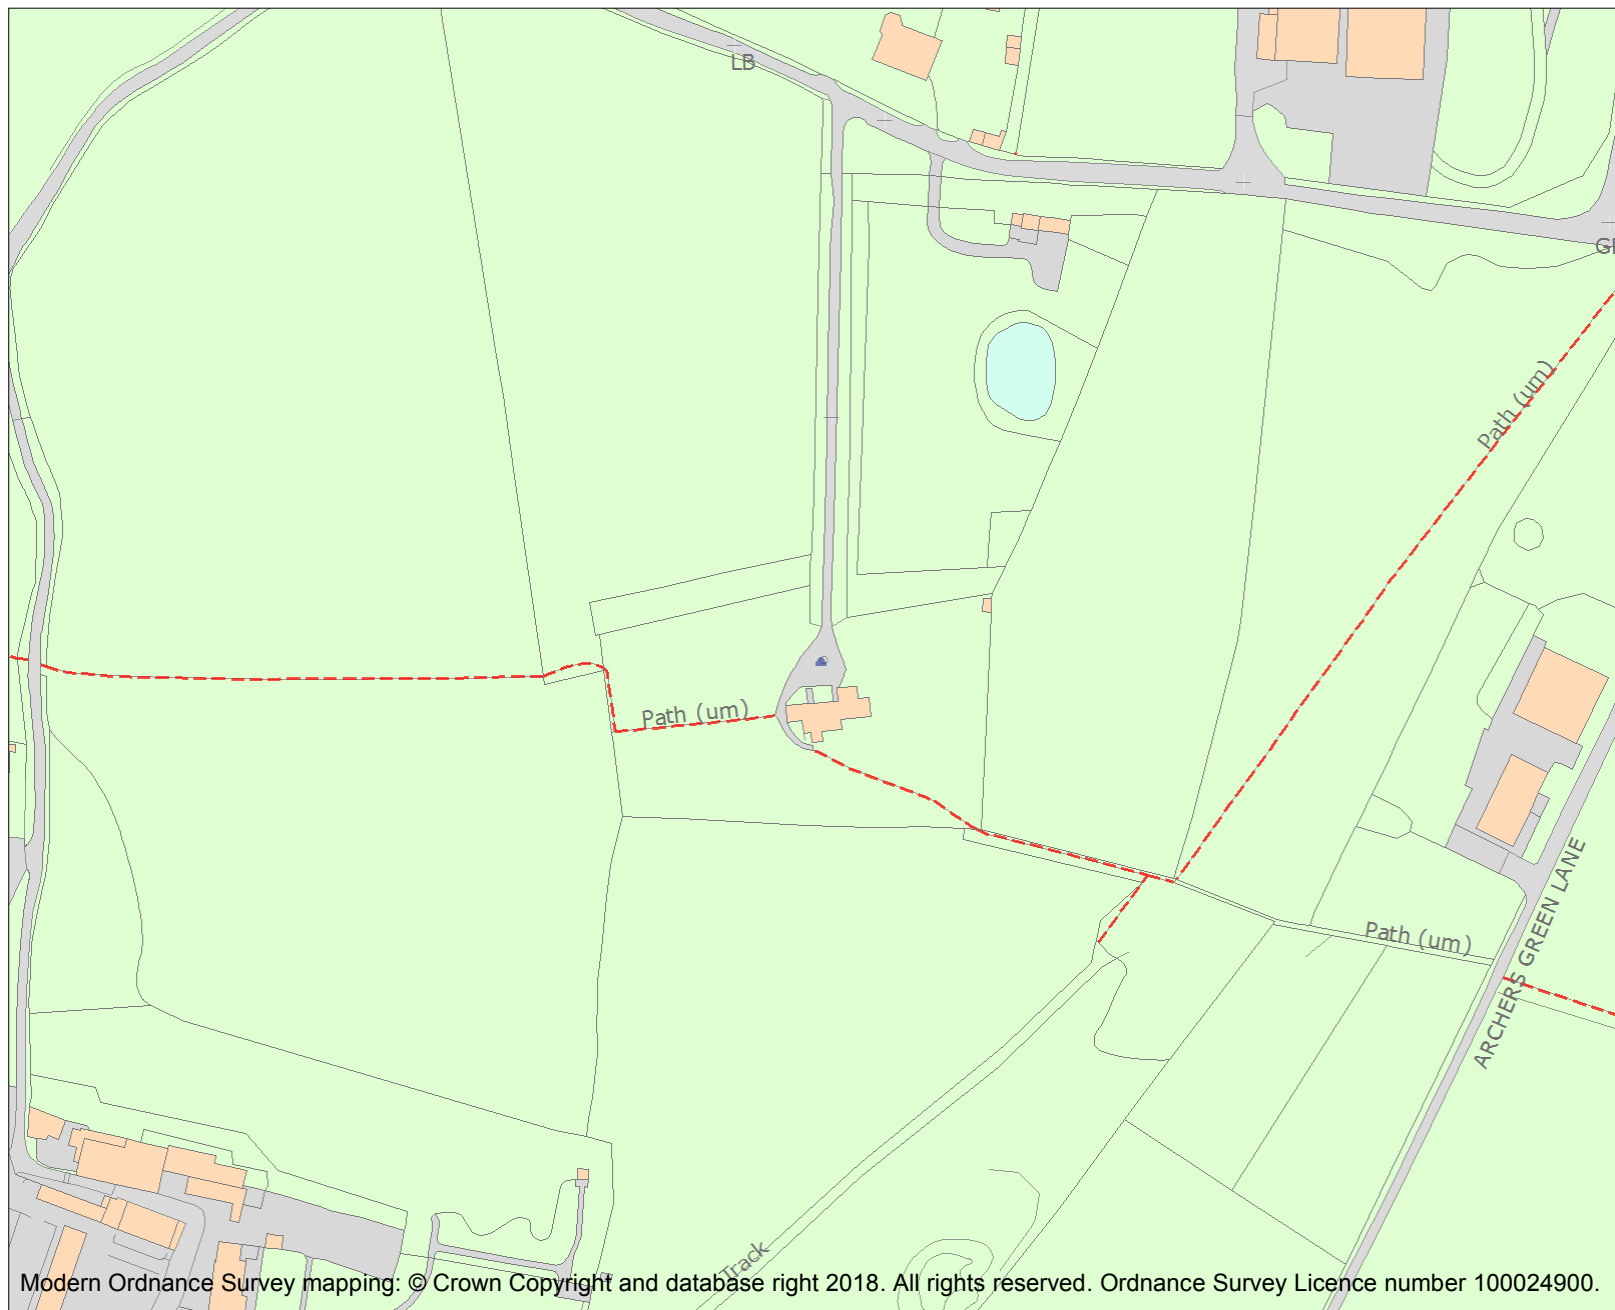 LB
GP
Path (um)
Path (um)
ARCHERS GREEN LANE
Path (um)
Track
Modern Ordnance Survey mapping: © Crown Copyright and database right 2018. All rights reserved. Ordnance Survey Licence number 100024900.